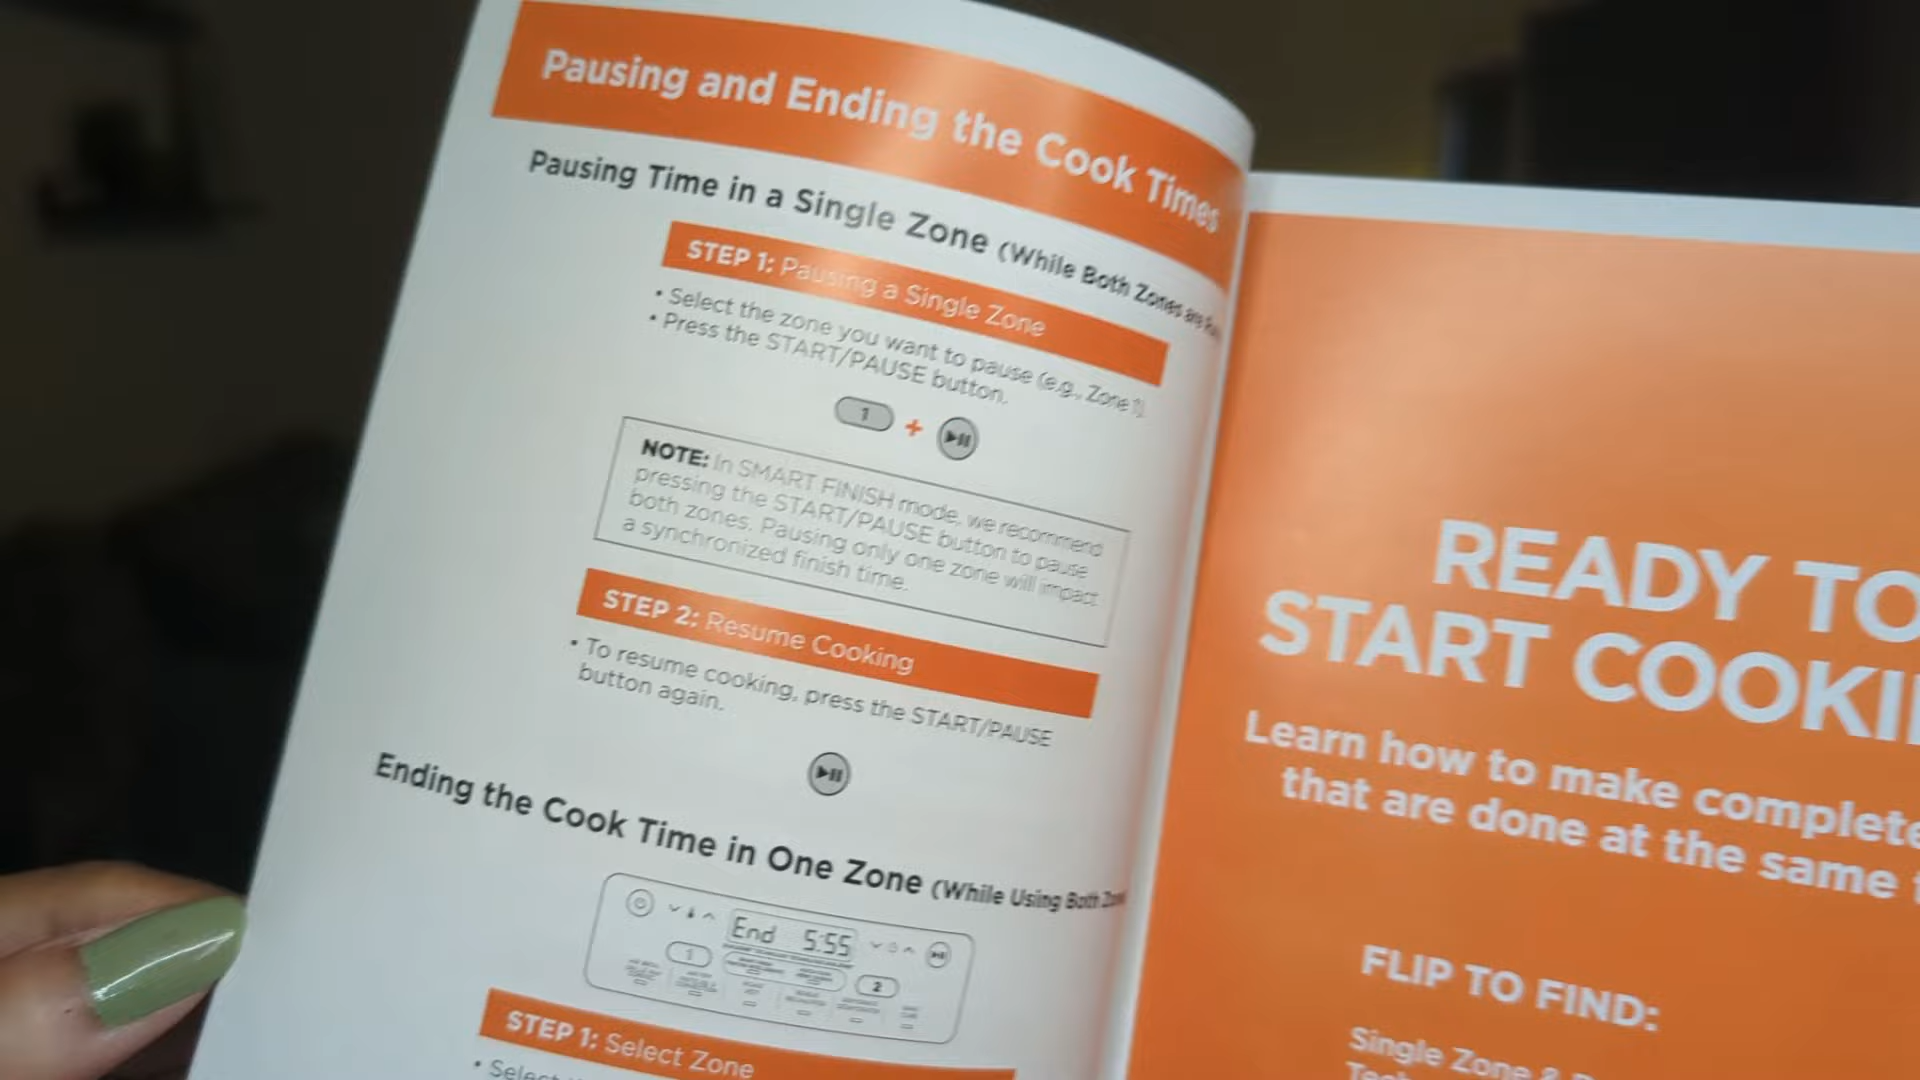 Pausing and Ending the Cook Times
Pausing Time in a Single Zone (While Both Zones are
STEP 1: Pausing a Single Zone
• Select the zone you want to pause (e.g., Zone 1).
• Press the START/PAUSE button.
1 +
NOTE: In SMART FINISH mode, we recommend
pressing the START/PAUSE button to pause
both zones. Pausing only one zone will impact
a synchronized finish time.
STEP 2: Resume Cooking
• To resume cooking, press the START/PAUSE
button again.
Ending the Cook Time in One Zone (While Using Both
End 5:55
1
2
STEP 1: Select Zone
• Select
READY TO
START COOKI
Learn how to make complete
that are done at the same
FLIP TO FIND:
Single Zone &